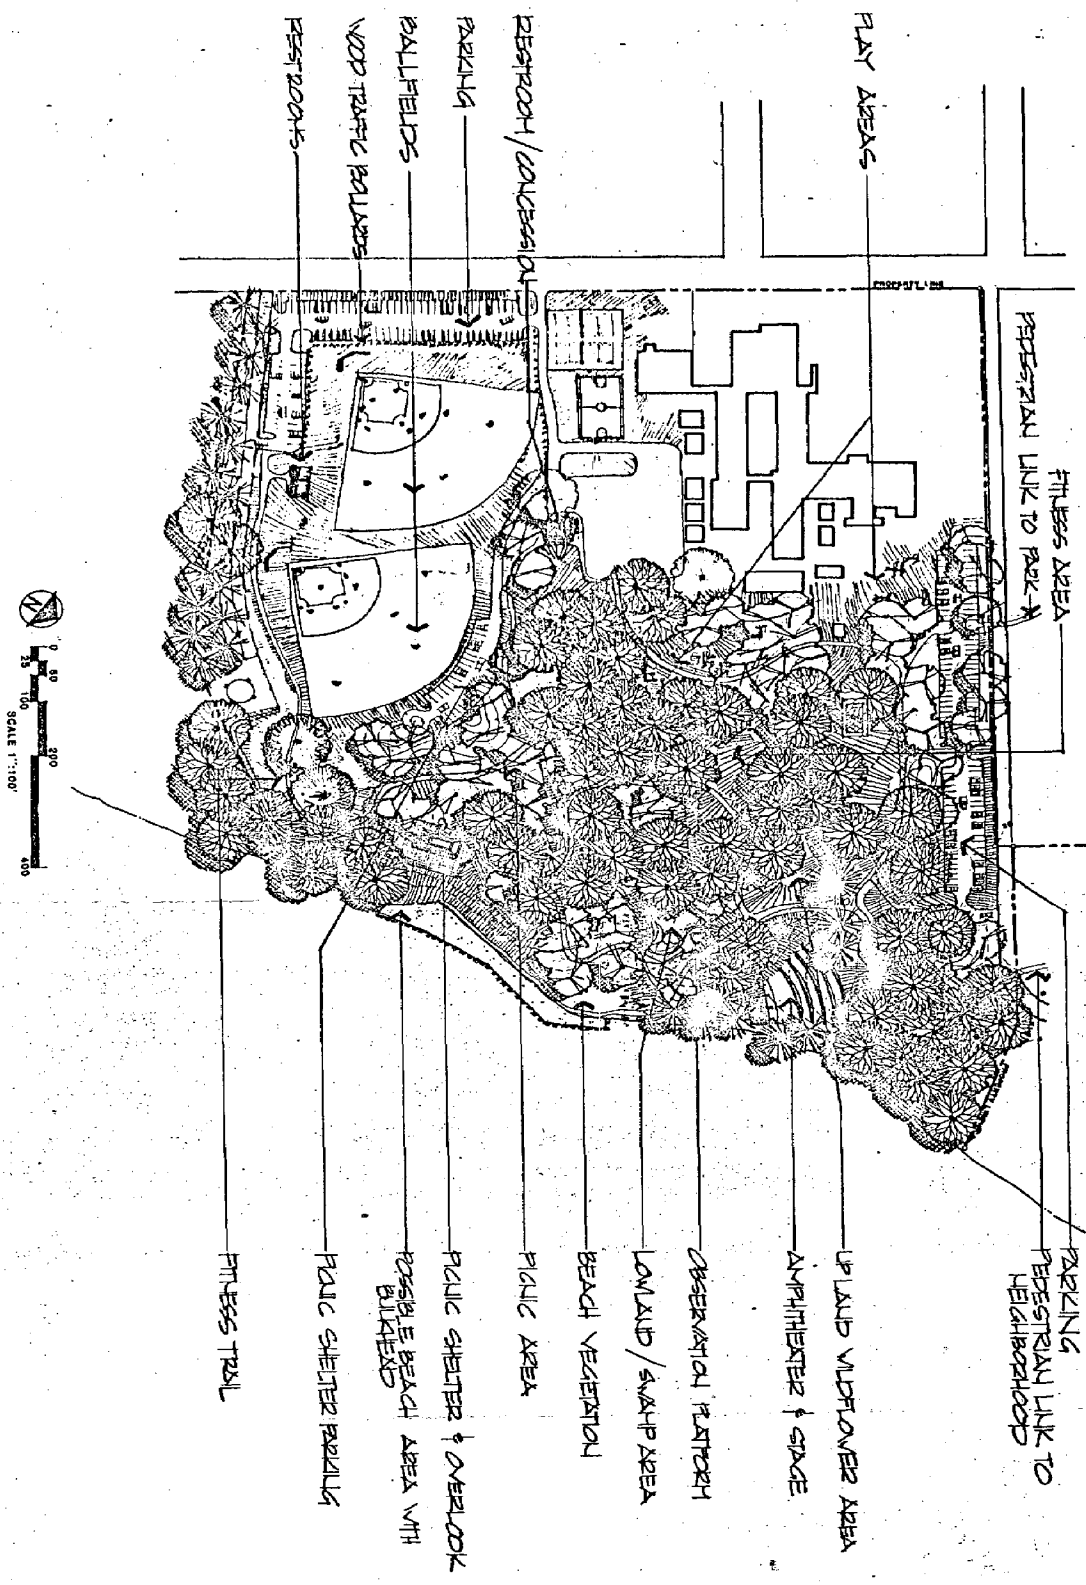 PLAY AREAS
RESTROOM/CONCESSION
PARKING
BALLFIELDS
WOOD TRAFFIC BOLLARDS
RESTROOMS
PROPERTY LINE
PEDESTRIAN LINK TO PARK
FITNESS AREA
PARKING
PEDESTRIAN LINK TO
NEIGHBORHOOD
UPLAND WILDFLOWER AREA
AMPHITHEATER & STAGE
OBSERVATION PLATFORM
LOWLAND/SWAMP AREA
BEACH VEGETATION
PICNIC AREA
PICNIC SHELTER & OVERLOOK
POSSIBLE BEACH AREA WITH
BULKHEAD
PICNIC SHELTER PARKING
FITNESS TRAIL
N
0 25 50 100 200 400
SCALE 1":100'